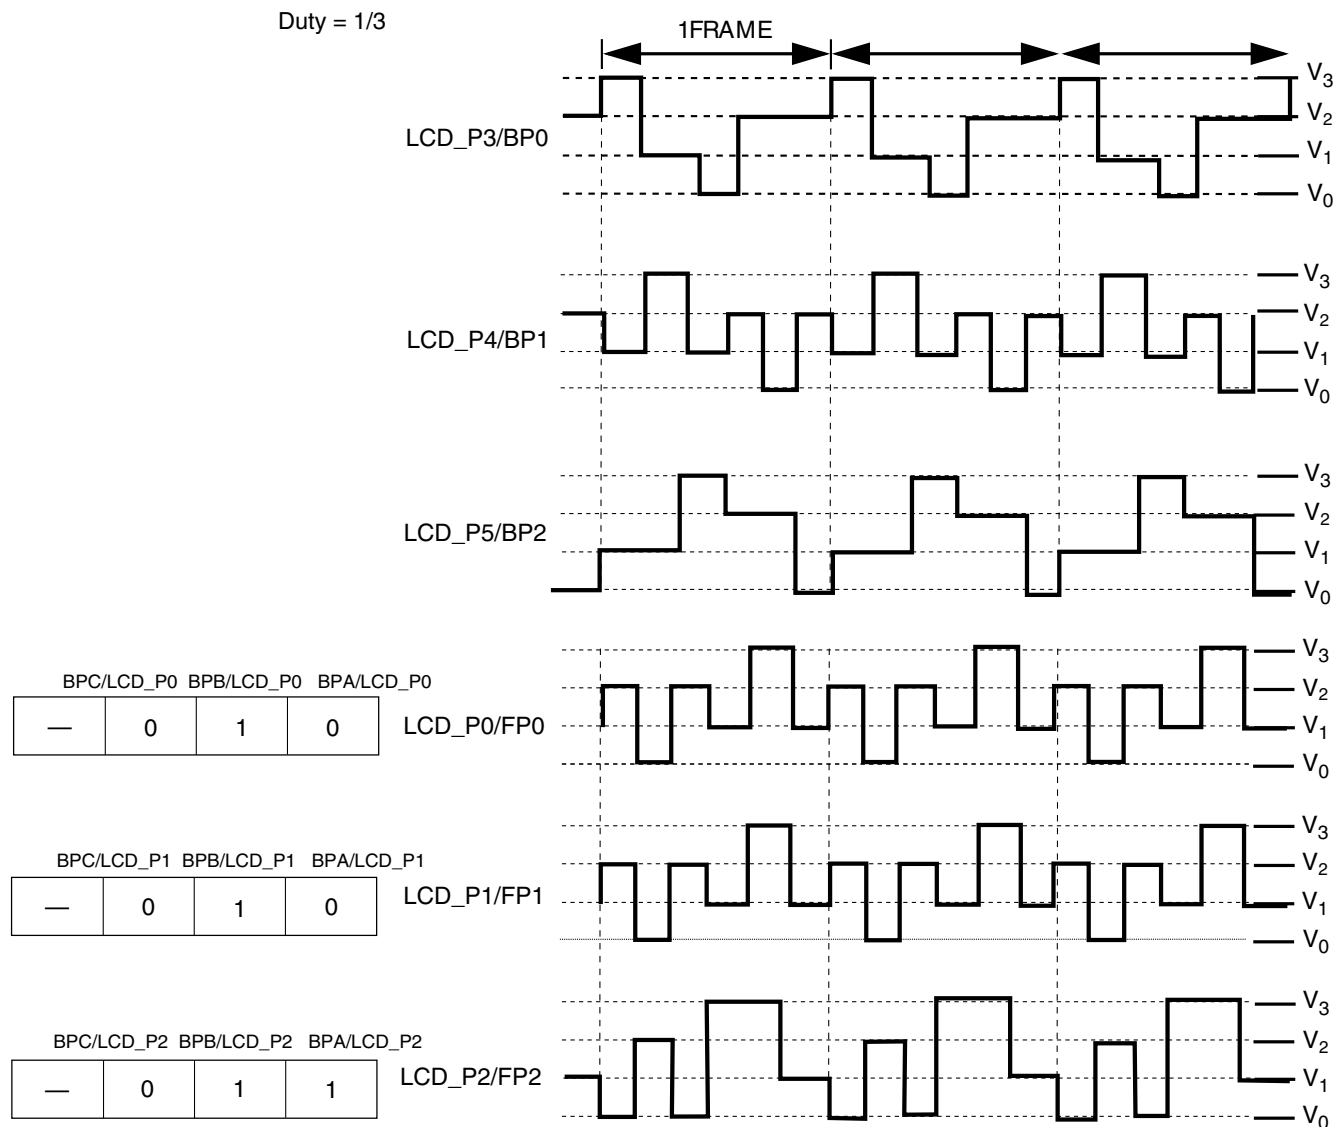 Duty = 1/3
1FRAME
LCD_P3/BP0
V3
V2
V1
V0
LCD_P4/BP1
V3
V2
V1
V0
LCD_P5/BP2
V3
V2
V1
V0
BPC/LCD_P0 BPB/LCD_P0 BPA/LCD_P0
— 0 1 0
LCD_P0/FP0
V3
V2
V1
V0
BPC/LCD_P1 BPB/LCD_P1 BPA/LCD_P1
— 0 1 0
LCD_P1/FP1
V3
V2
V1
V0
BPC/LCD_P2 BPB/LCD_P2 BPA/LCD_P2
— 0 1 1
LCD_P2/FP2
V3
V2
V1
V0